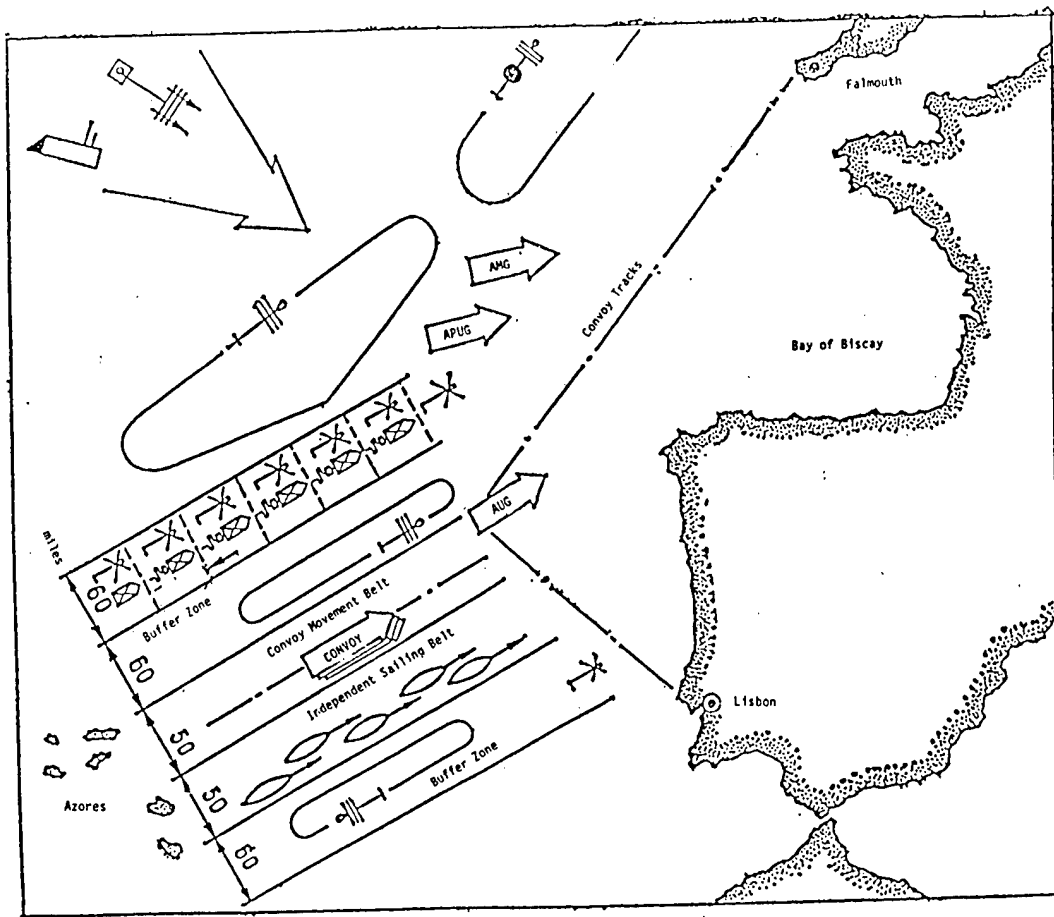 Falmouth
AMG
Convoy Tracks
APUG
Bay of Biscay
AUG
miles
60
Buffer Zone
60
Convoy Movement Belt
CONVOY
50
Independent Sailing Belt
Lisbon
50
Buffer Zone
Azores
60